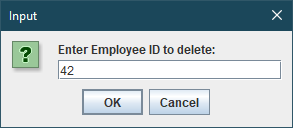 Input
Enter Employee ID to delete:
42
OK
Cancel